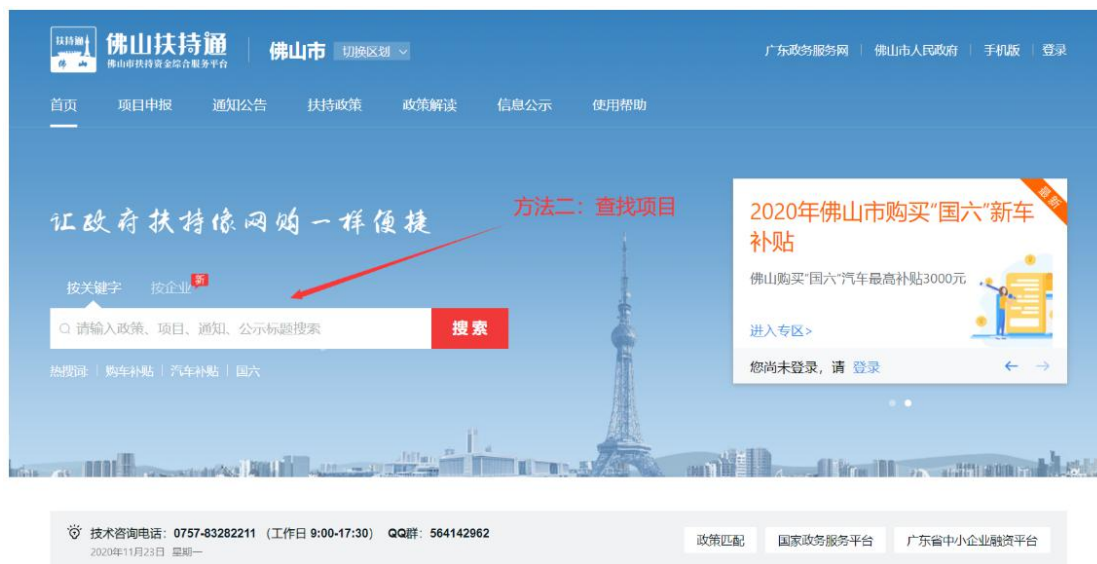 扶持通
佛山
佛山扶持通
佛山市扶持资金综合服务平台
佛山市 切换区划
广东政务服务网 佛山市人民政府 手机版 登录
首页 项目申报 通知公告 扶持政策 政策解读 信息公示 使用帮助
让政府扶持像网购一样便捷
方法二：查找项目
按关键字 按企业 新
请输入政策、项目、通知、公示标题搜索 搜索
热搜词: 购车补贴 汽车补贴 国六
最新
2020年佛山市购买“国六”新车
补贴
佛山购买“国六”汽车最高补贴3000元
进入专区>
您尚未登录，请 登录
技术咨询电话：0757-83282211 （工作日 9:00-17:30） QQ群：564142962
2020年11月23日 星期一
政策匹配 国家政务服务平台 广东省中小企业融资平台